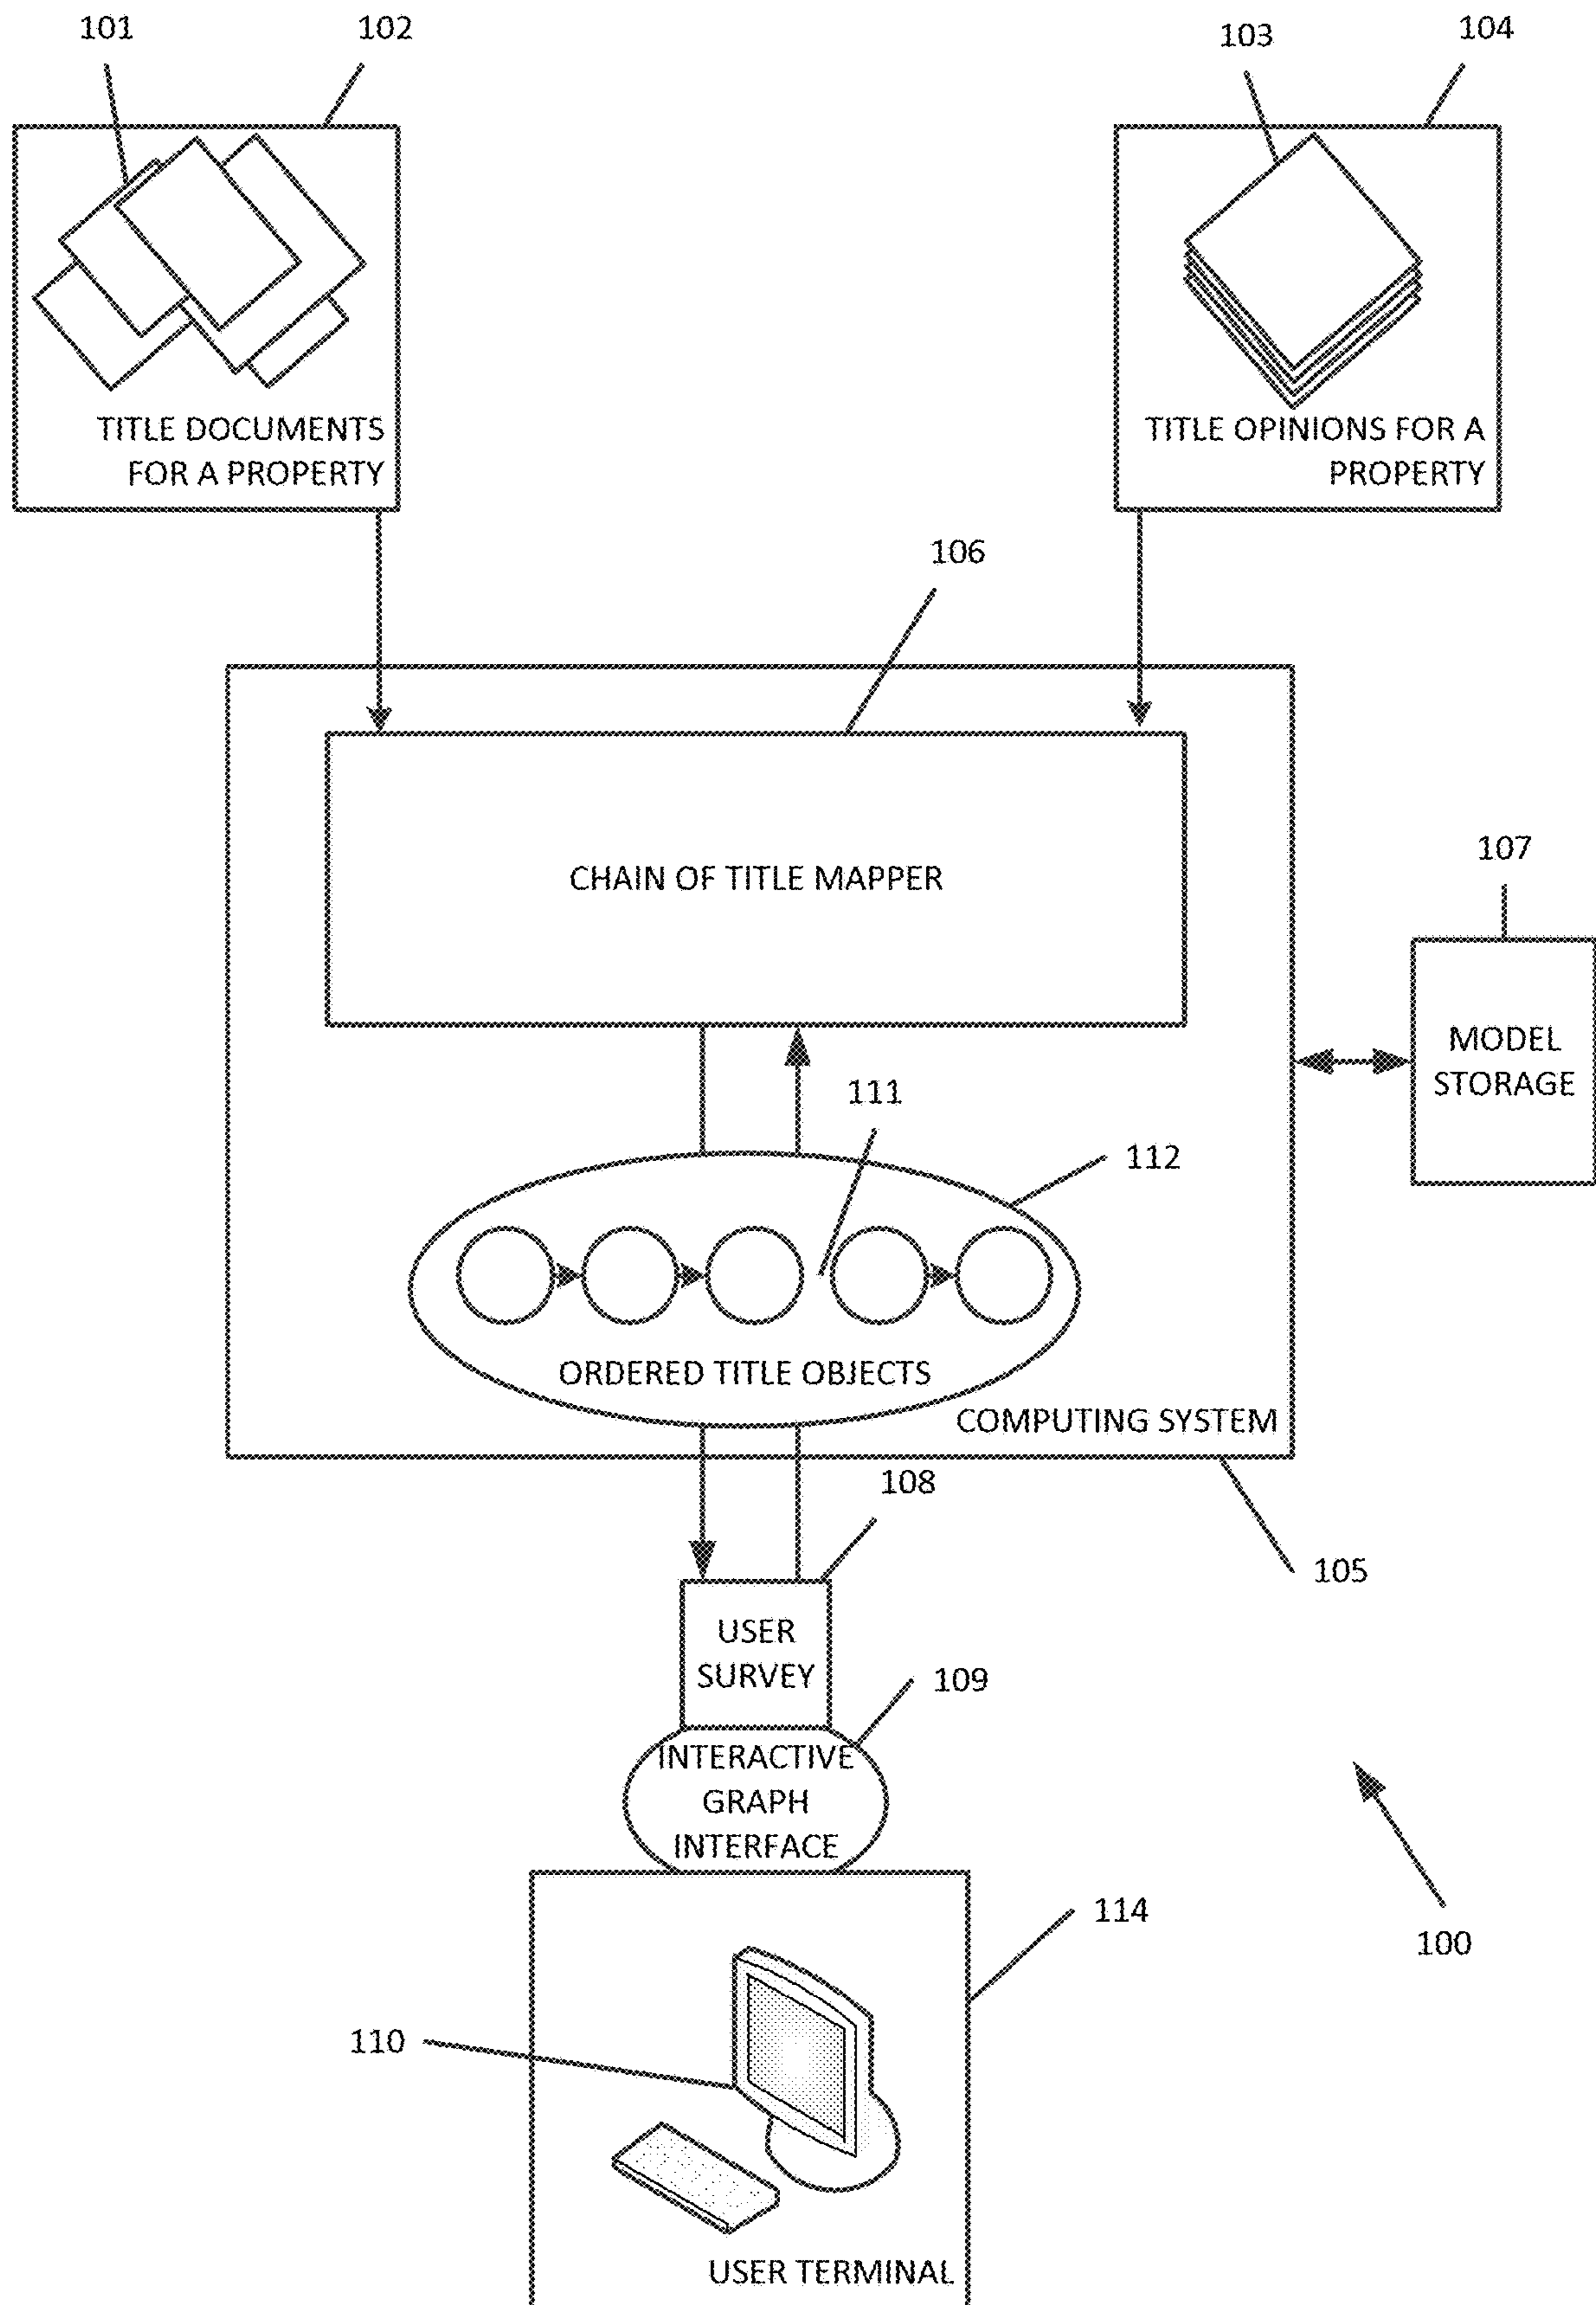 101
102
103
104
TITLE DOCUMENTS
FOR A PROPERTY
TITLE OPINIONS FOR A
PROPERTY
106
CHAIN OF TITLE MAPPER
107
MODEL
STORAGE
111
112
ORDERED TITLE OBJECTS
COMPUTING SYSTEM
108
105
USER
SURVEY
109
INTERACTIVE
GRAPH
INTERFACE
114
100
110
USER TERMINAL